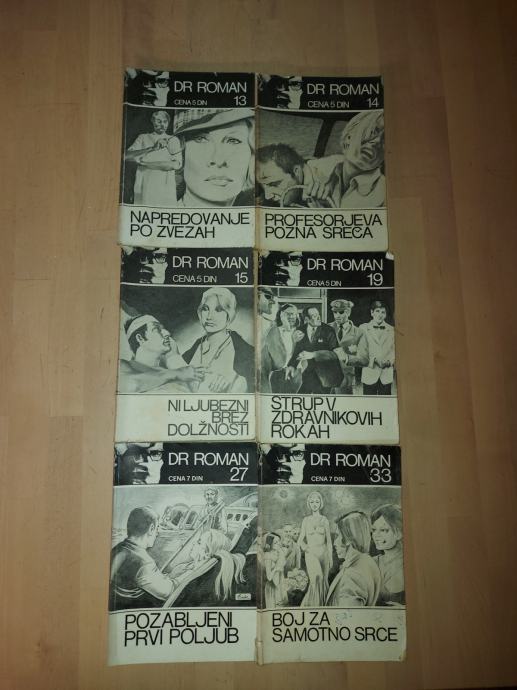 DR ROMAN
CENA 5 DIN 13
NAPREDOVANJE
PO ZVEZAH
DR ROMAN
CENA 5 DIN 14
PROFESORJEVA
POZNA SREČA
DR ROMAN
CENA 5 DIN 15
NI LJUBEZNI
BREZ
DOLŽNOSTI
DR ROMAN
CENA 5 DIN 19
STRUP V
ZDRAVNIKOVIH
ROKAH
DR ROMAN
CENA 7 DIN 27
POZABLJENI
PRVI POLJUB
DR ROMAN
CENA 7 DIN 33
BOJ ZA
SAMOTNO SRCE